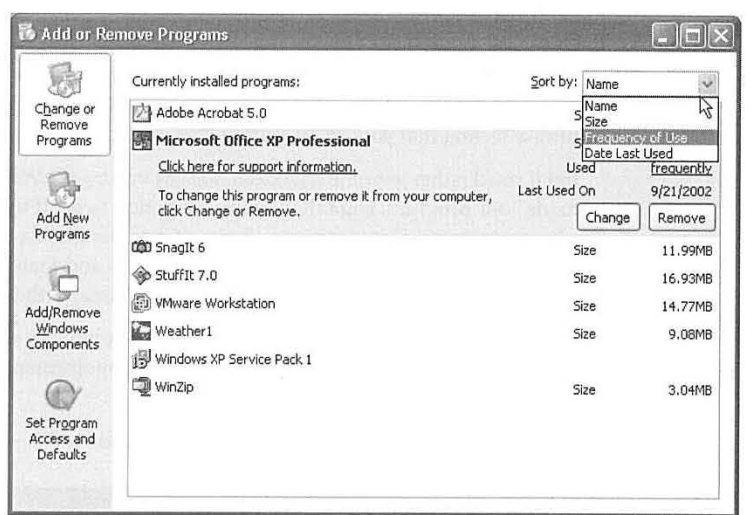 Add or Remove Programs
Change or
Remove
Programs
Add New
Programs
Add/Remove
Windows
Components
Set Program
Access and
Defaults
Currently installed programs:
Sort by: Name
Name
Size
Frequency of Use
Date Last Used
Adobe Acrobat 5.0 S
Microsoft Office XP Professional S
Click here for support information. Used frequently
Last Used On 9/21/2002
To change this program or remove it from your computer,
click Change or Remove.
Change Remove
SnagIt 6 Size 11.99MB
StuffIt 7.0 Size 16.93MB
VMware Workstation Size 14.77MB
Weather1 Size 9.08MB
Windows XP Service Pack 1
WinZip Size 3.04MB